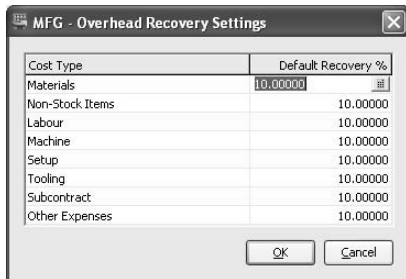 MFG - Overhead Recovery Settings
Cost Type Default Recovery %
Materials 10.00000
Non-Stock Items 10.00000
Labour 10.00000
Machine 10.00000
Setup 10.00000
Tooling 10.00000
Subcontract 10.00000
Other Expenses 10.00000
OK Cancel